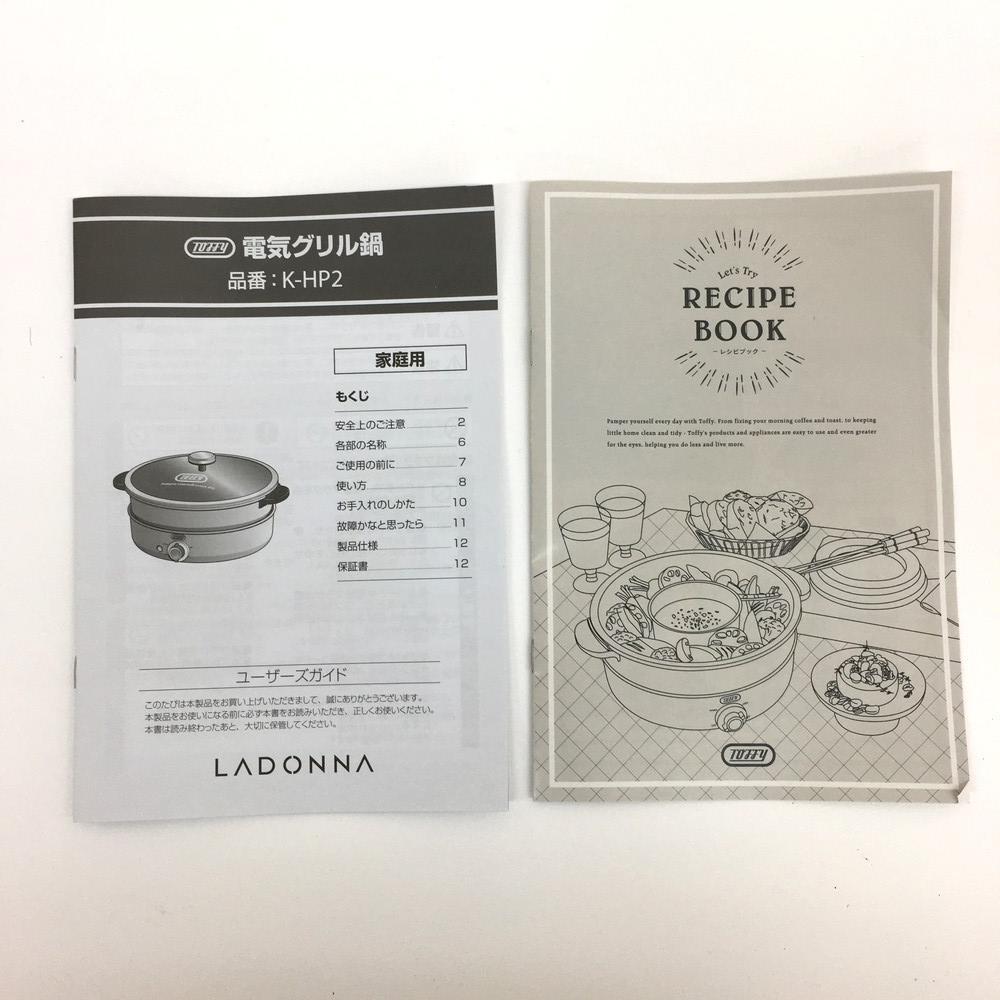 Toffy 電気グリル鍋
品番：K-HP2
家庭用
もくじ
安全上のご注意 2
各部の名称 6
ご使用の前に 7
使い方 8
お手入れのしかた 10
故障かなと思ったら 11
製品仕様 12
保証書 12
Toffy
ユーザーズガイド
このたびは本製品をお買い上げいただきまして、誠にありがとうございます。
本製品をお使いになる前に必ず本書をお読みいただき、正しくお使いください。
本書は読み終わったあと、大切に保管してください。
LADONNA
Let's Try
RECIPE
BOOK
－レシピブック－
Pamper yourself every day with Toffy. From fixing your morning coffee and toast, to keeping
little home clean and tidy - Toffy's products and appliances are easy to use and even greater
for the eyes, helping you do less and live more.
Toffy
Toffy